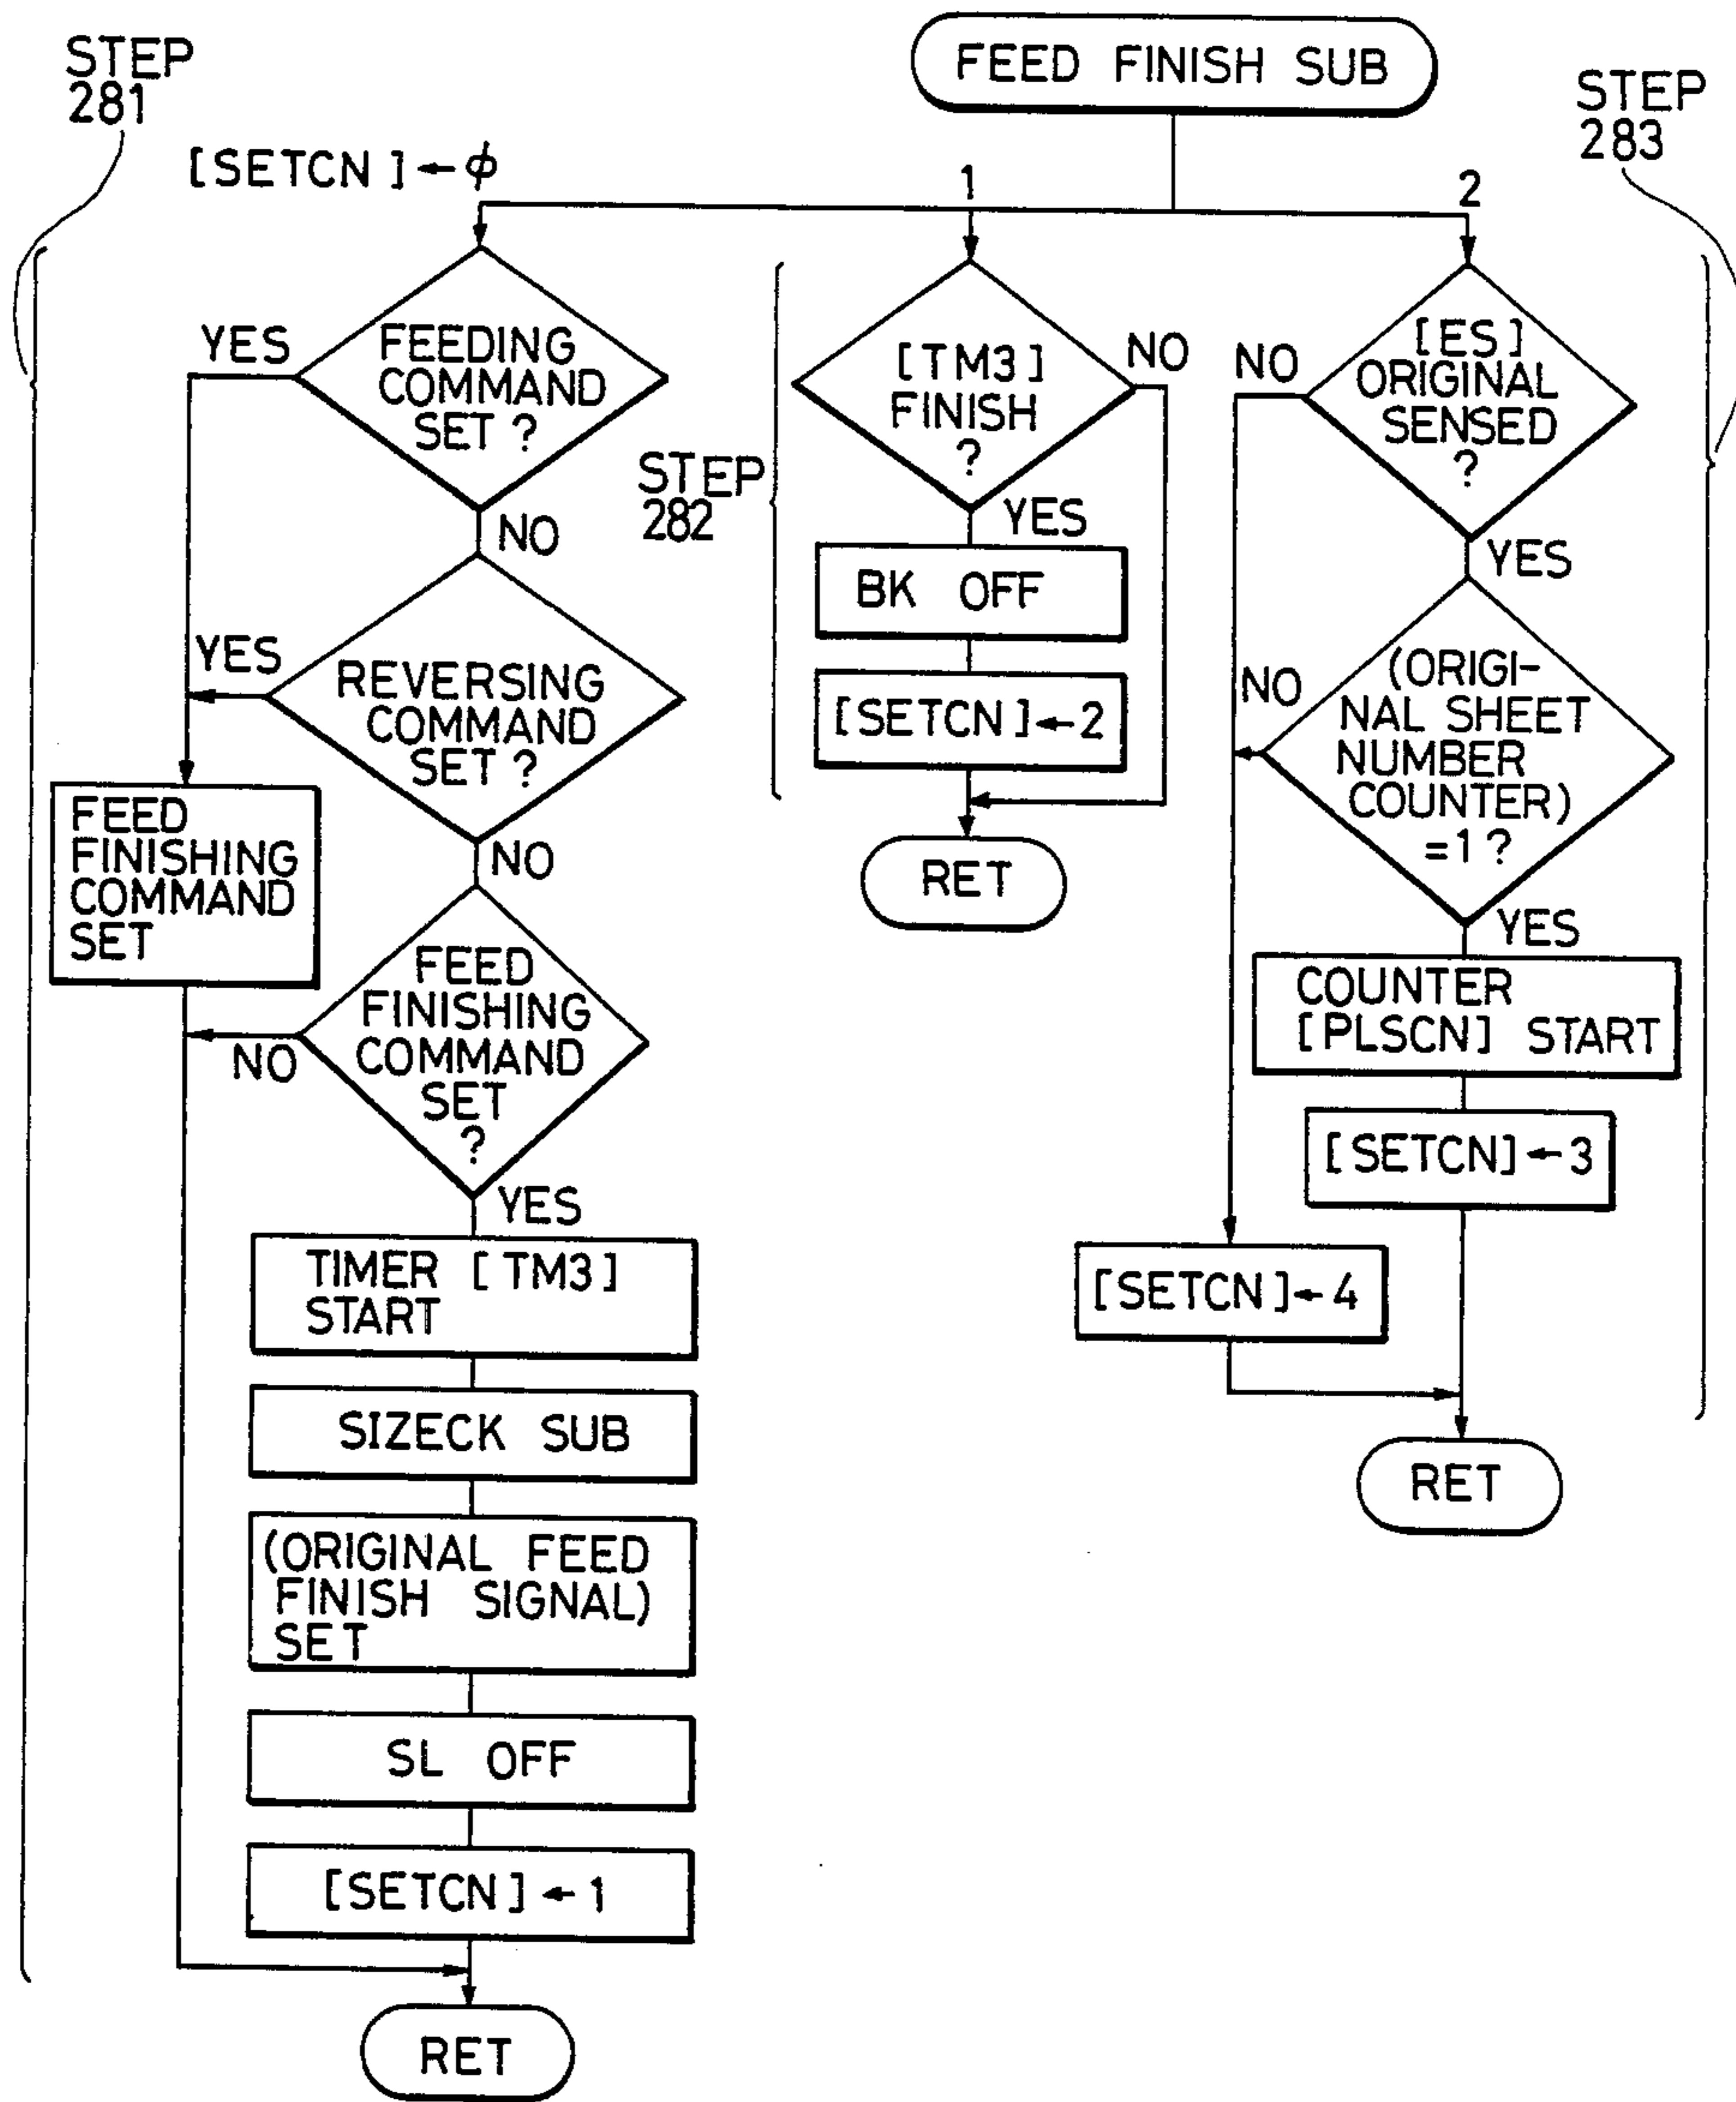 FEED FINISH SUB
STEP
281
[SETCN]←φ
1
2
STEP
283
FEEDING
COMMAND
SET ?
YES
NO
REVERSING
COMMAND
SET ?
YES
NO
FEED
FINISHING
COMMAND
SET
FEED
FINISHING
COMMAND
SET
?
NO
YES
TIMER [TM3]
START
SIZECK SUB
(ORIGINAL FEED
FINISH SIGNAL)
SET
SL OFF
[SETCN]←1
RET
STEP
282
[TM3]
FINISH
?
NO
YES
BK OFF
[SETCN]←2
RET
[ES]
ORIGINAL
SENSED
?
NO
YES
(ORIGI-
NAL SHEET
NUMBER
COUNTER)
=1?
NO
YES
COUNTER
[PLSCN] START
[SETCN]←3
[SETCN]←4
RET